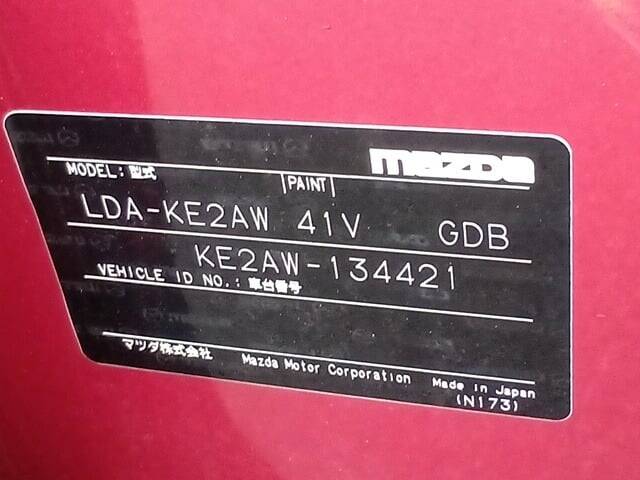 mazda
MODEL: 型式 |PAINT|
LDA-KE2AW 41V GDB
KE2AW-134421
VEHICLE ID NO.: 車台番号
マツダ株式会社 Mazda Motor Corporation Made in Japan
(N173)